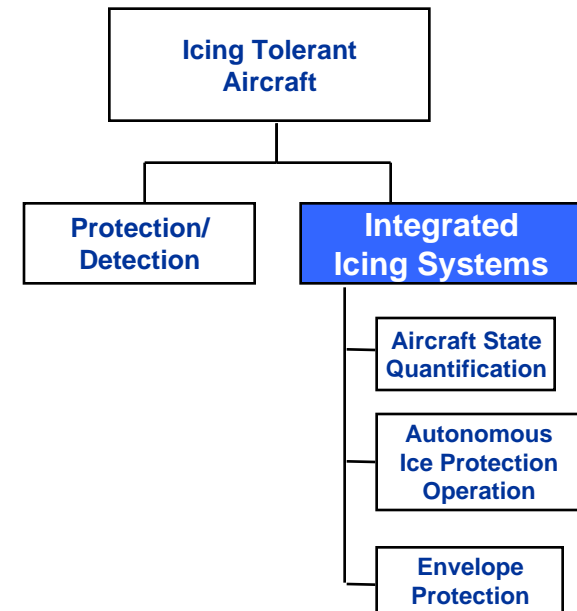 Icing Tolerant
Aircraft
Protection/
Detection
Integrated
Icing Systems
Aircraft State
Quantification
Autonomous
Ice Protection
Operation
Envelope
Protection